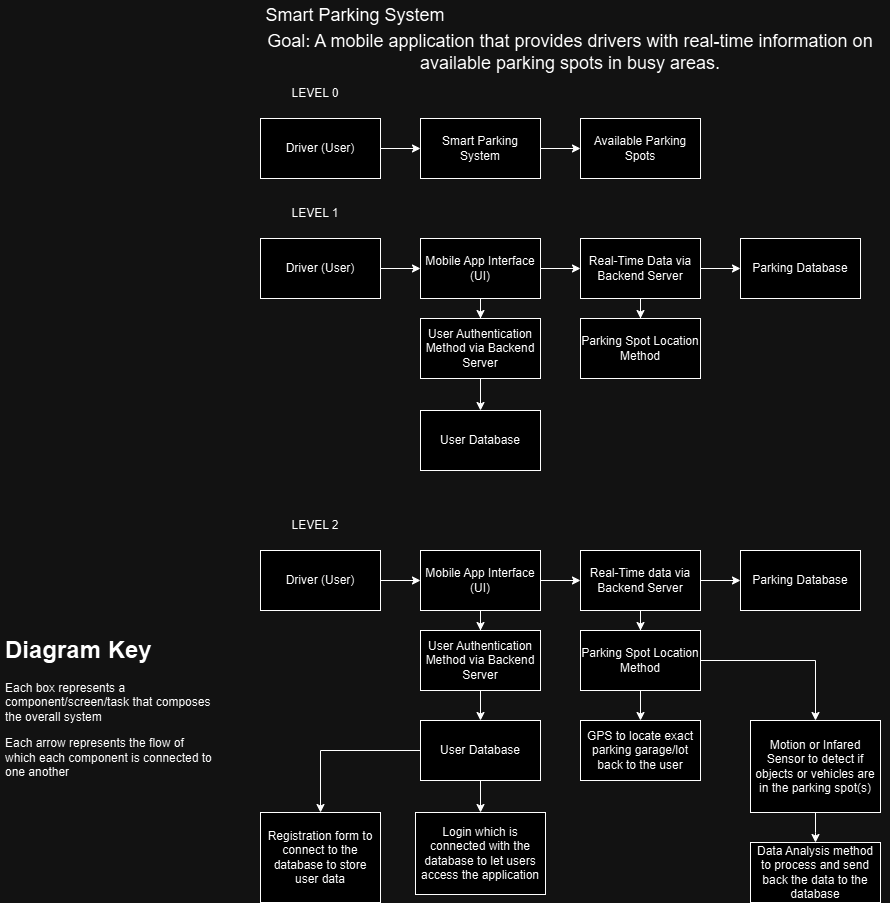 Smart Parking System
Goal: A mobile application that provides drivers with real-time information on
available parking spots in busy areas.
LEVEL 0
Driver (User)
Smart Parking
System
Available Parking
Spots
LEVEL 1
Driver (User)
Mobile App Interface
(UI)
Real-Time Data via
Backend Server
Parking Database
User Authentication
Method via Backend
Server
Parking Spot Location
Method
User Database
LEVEL 2
Driver (User)
Mobile App Interface
(UI)
Real-Time data via
Backend Server
Parking Database
User Authentication
Method via Backend
Server
Parking Spot Location
Method
User Database
GPS to locate exact
parking garage/lot
back to the user
Motion or Infared
Sensor to detect if
objects or vehicles are
in the parking spot(s)
Registration form to
connect to the
database to store
user data
Login which is
connected with the
database to let users
access the application
Data Analysis method
to process and send
back the data to the
database
Diagram Key
Each box represents a
component/screen/task that composes
the overall system
Each arrow represents the flow of
which each component is connected to
one another